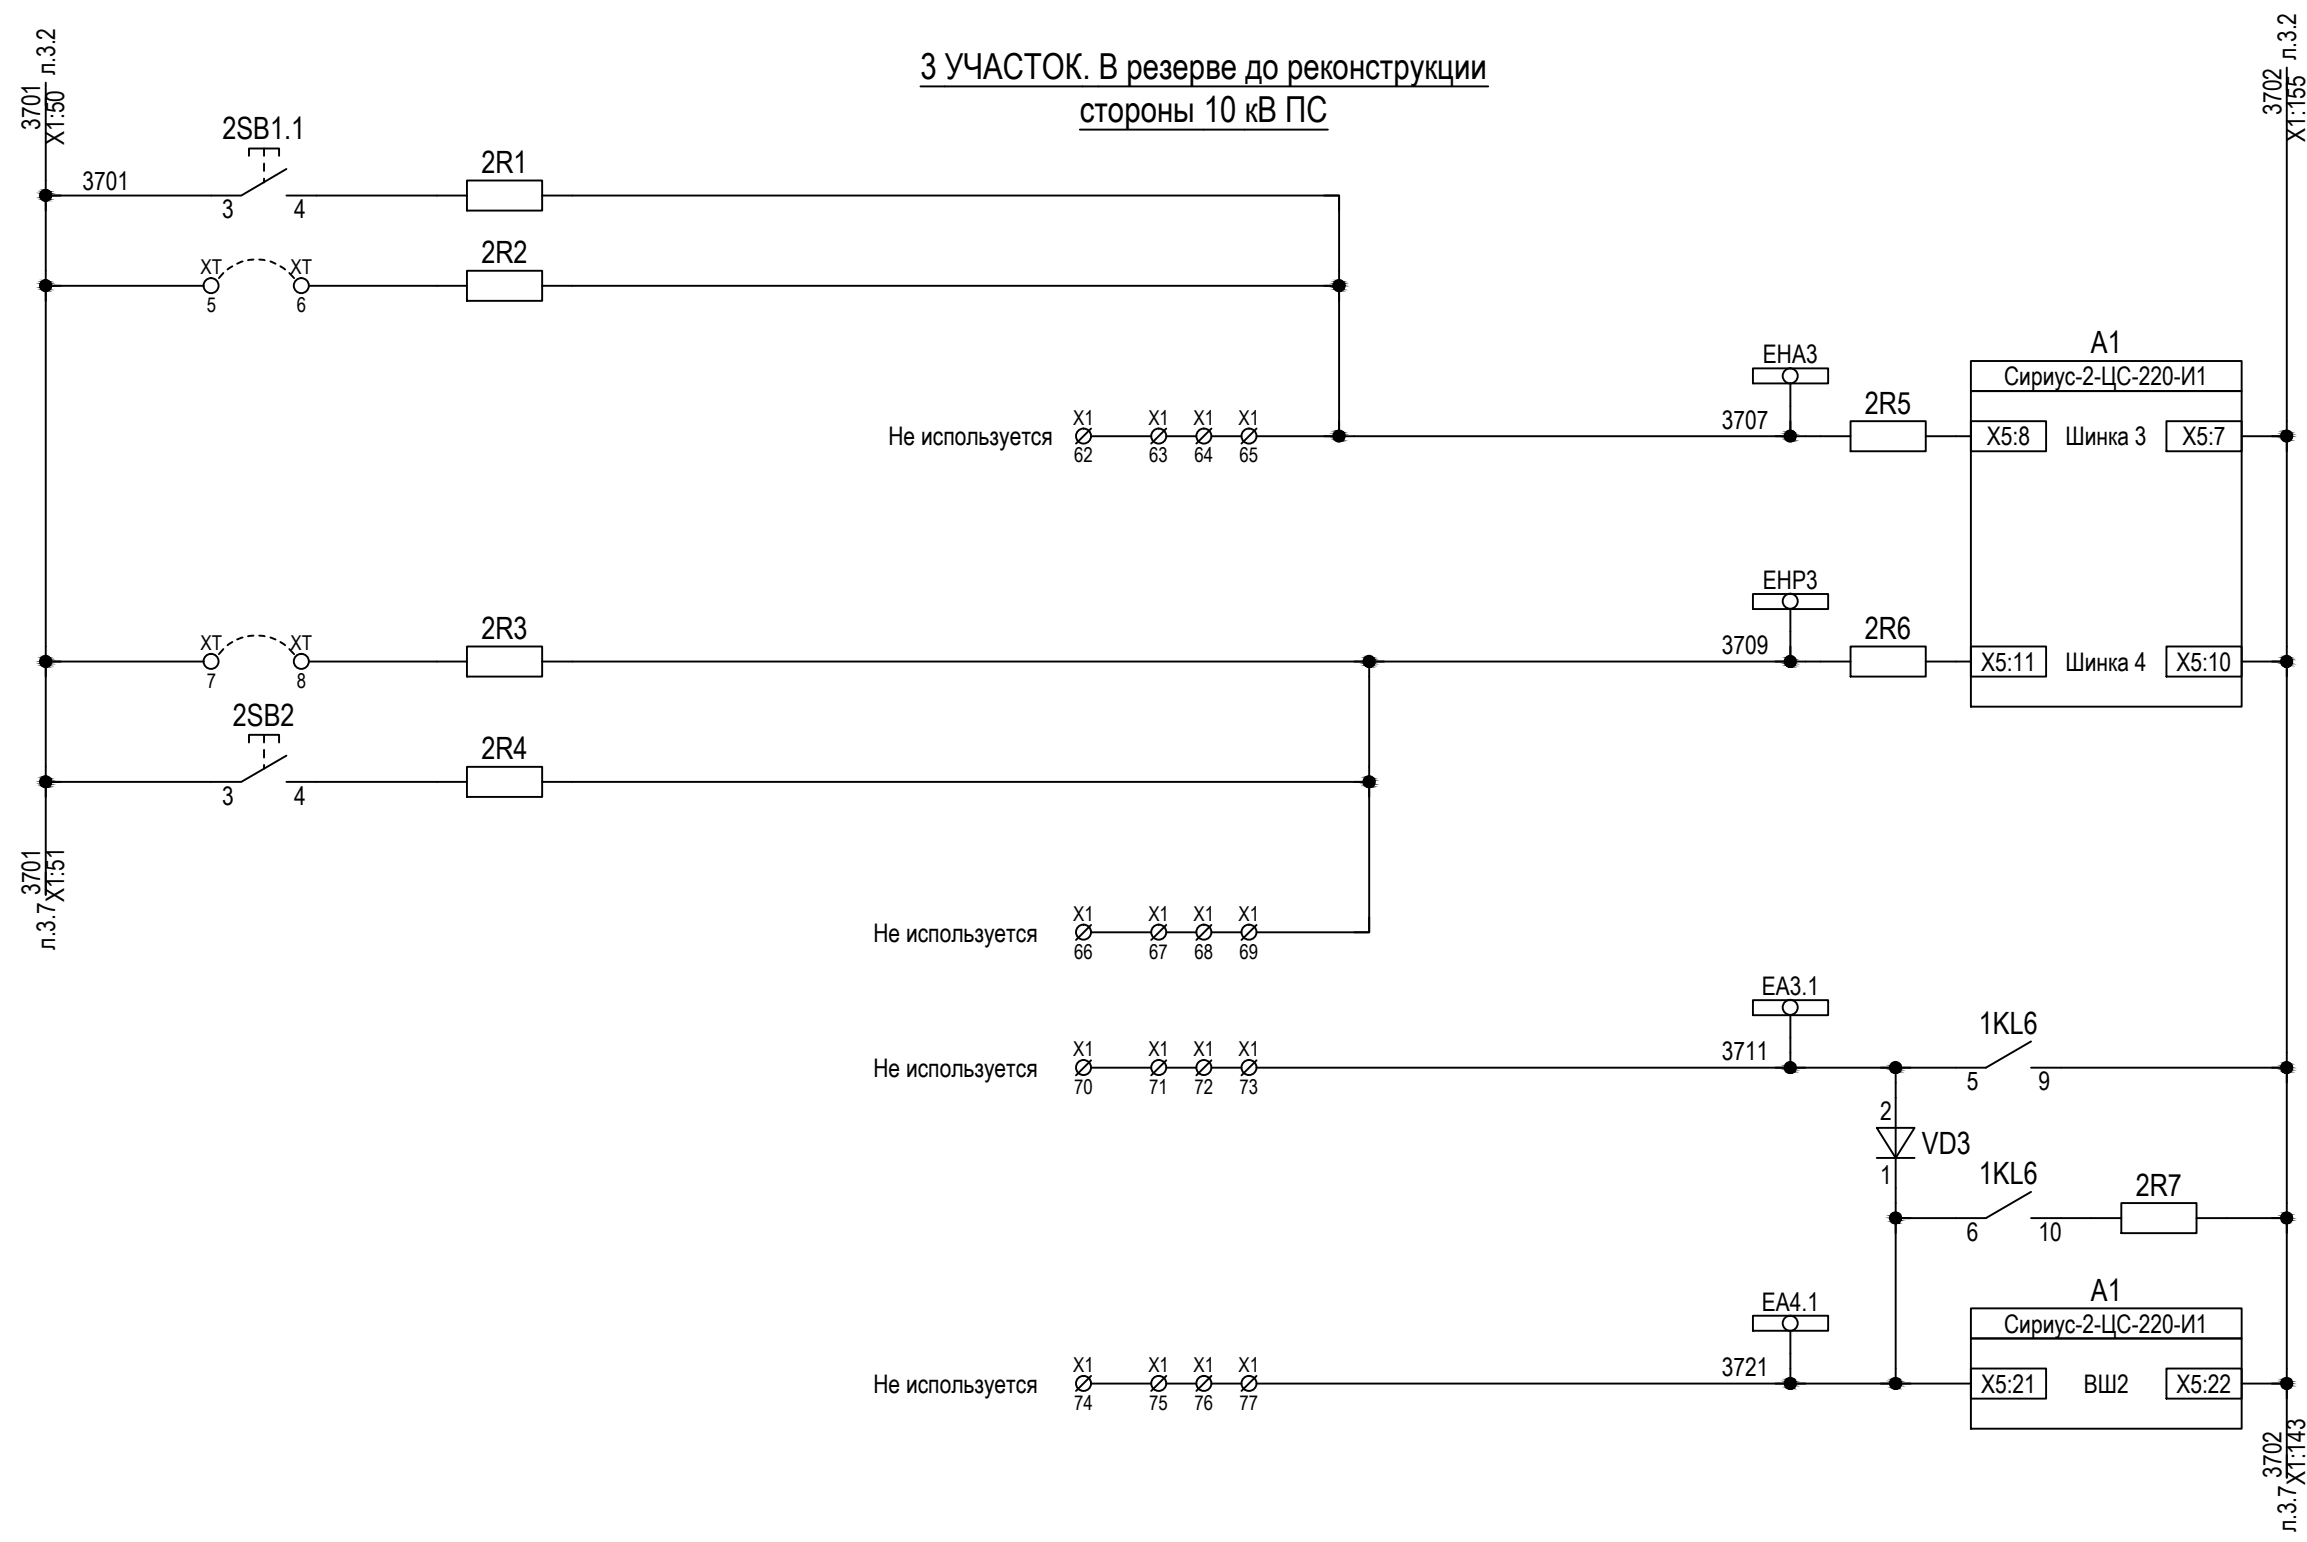 3 УЧАСТОК. В резерве до реконструкции
стороны 10 кВ ПС
л.3.2
3701
X1:50
л.3.2
3702
X1:155
2SB1.1
3701
3
4
2R1
XT
5
XT
6
2R2
Не используется
X1 X1 X1 X1
62 63 64 65
3707
EHA3
2R5
A1
Сириус-2-ЦС-220-И1
X5:8 Шинка 3 X5:7
XT
7
XT
8
2R3
3709
EHP3
2R6
X5:11 Шинка 4 X5:10
2SB2
3
4
2R4
3701
X1:51
л.3.7
Не используется
X1 X1 X1 X1
66 67 68 69
Не используется
X1 X1 X1 X1
70 71 72 73
3711
EA3.1
1KL6
5
9
2
VD3
1
1KL6
6
10
2R7
Не используется
X1 X1 X1 X1
74 75 76 77
3721
EA4.1
A1
Сириус-2-ЦС-220-И1
X5:21 ВШ2 X5:22
3702
X1:143
л.3.7